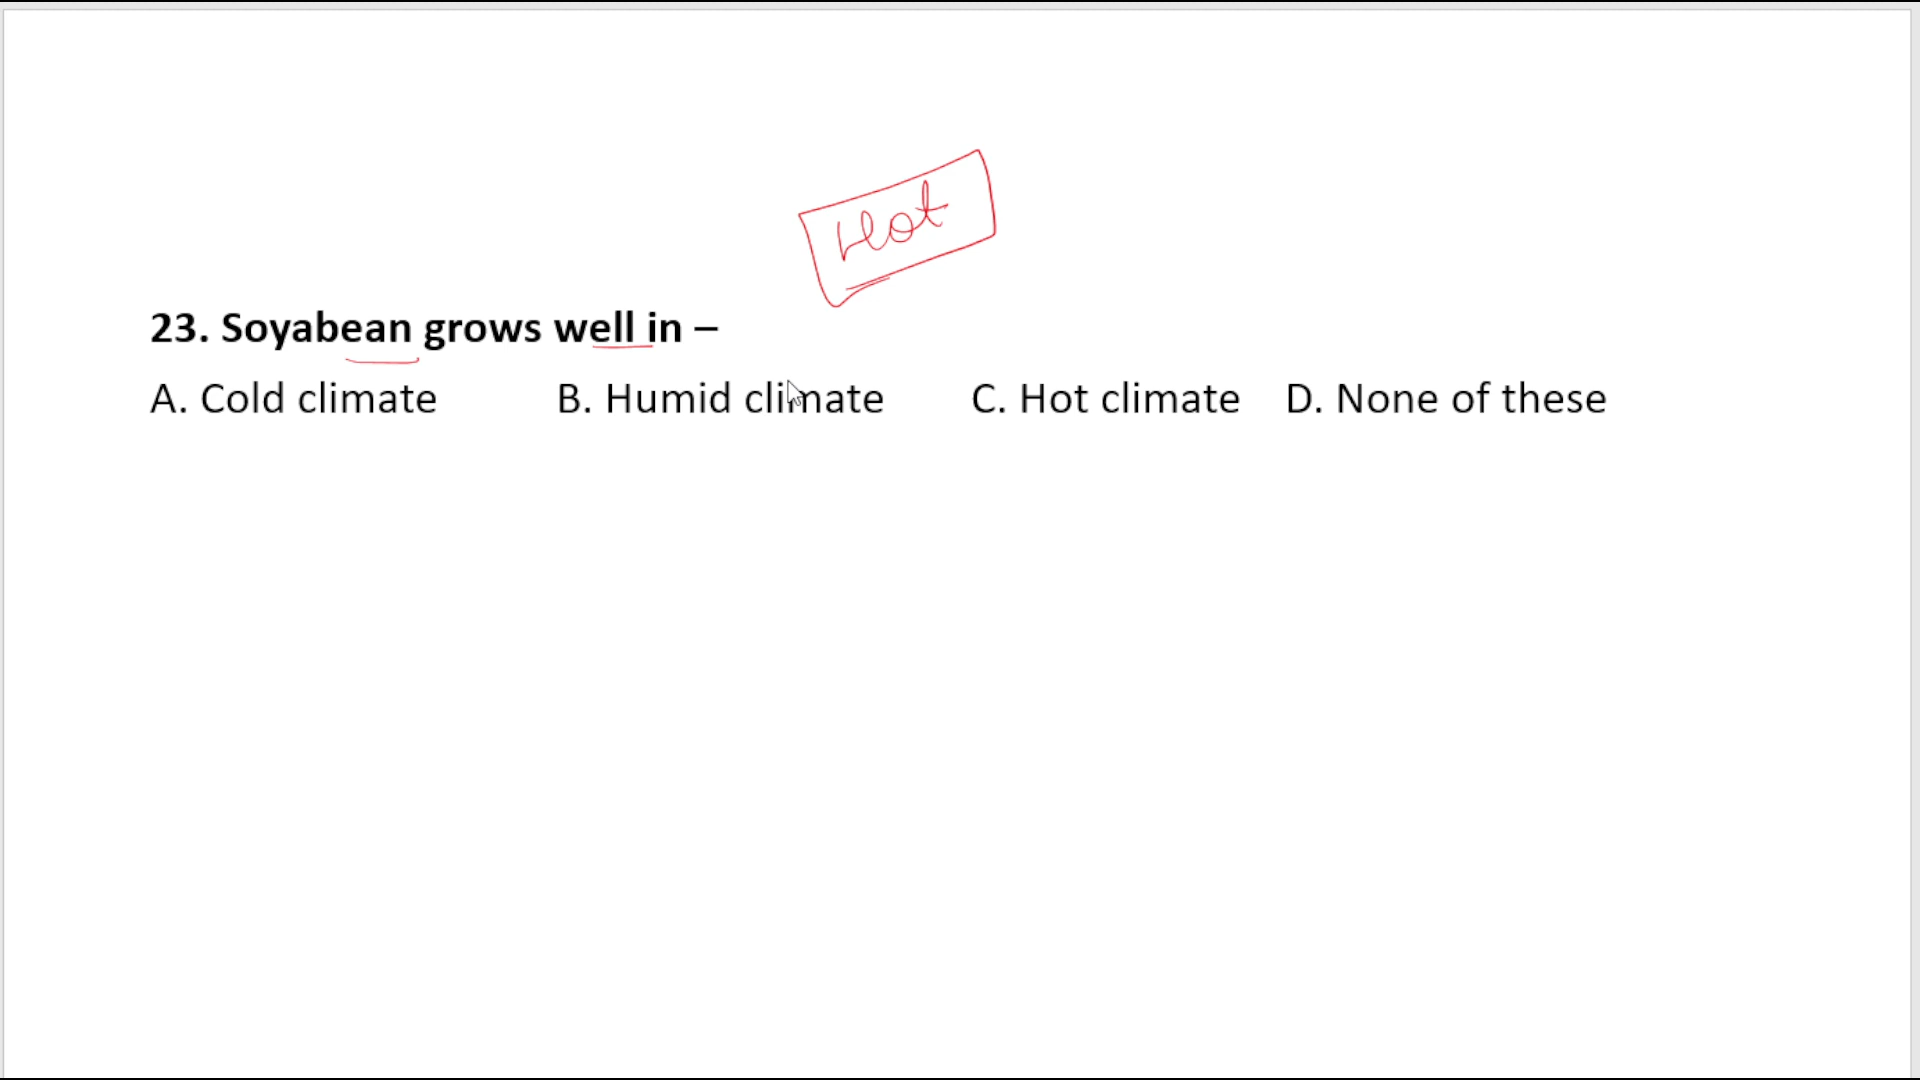 Hot
23. Soyabean grows well in –
A. Cold climate B. Humid climate C. Hot climate D. None of these